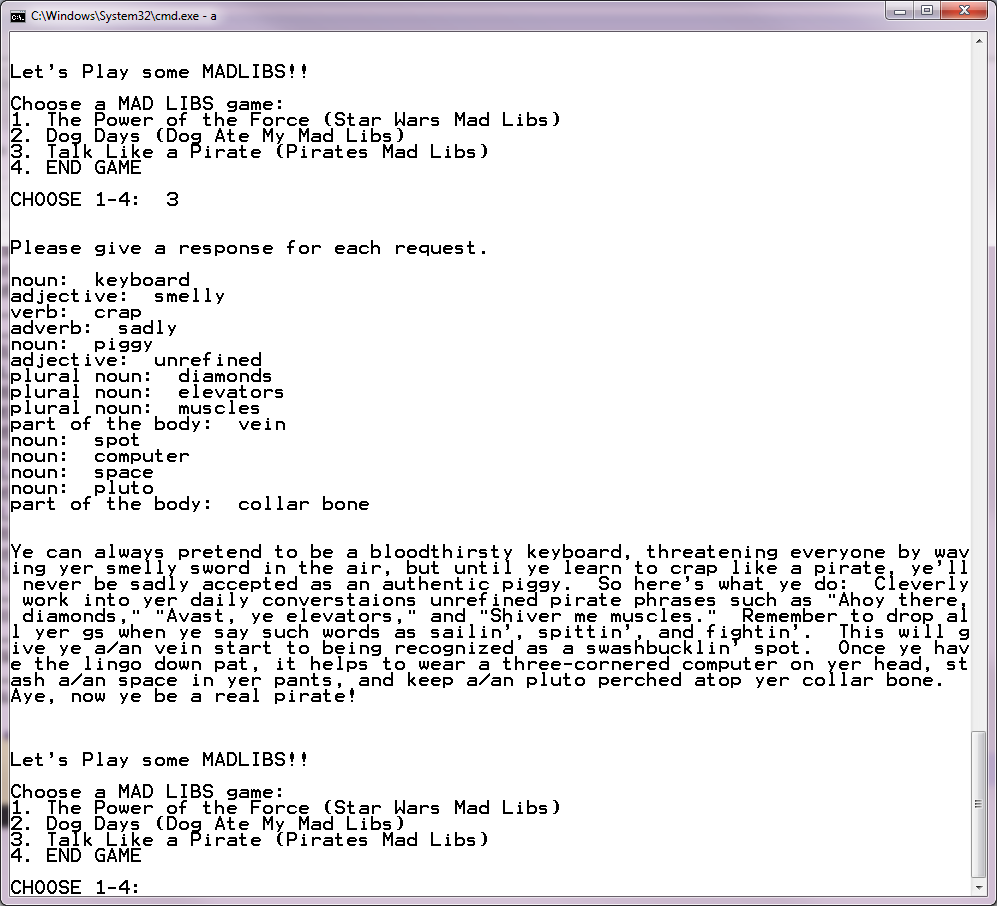 C:\Windows\System32\cmd.exe - a
Let's Play some MADLIBS!!
Choose a MAD LIBS game:
1. The Power of the Force (Star Wars Mad Libs)
2. Dog Days (Dog Ate My Mad Libs)
3. Talk Like a Pirate (Pirates Mad Libs)
4. END GAME
CHOOSE 1-4:  3
Please give a response for each request.
noun:  keyboard
adjective:  smelly
verb:  crap
adverb:  sadly
noun:  piggy
adjective:  unrefined
plural noun:  diamonds
plural noun:  elevators
plural noun:  muscles
part of the body:  vein
noun:  spot
noun:  computer
noun:  space
noun:  pluto
part of the body:  collar bone
Ye can always pretend to be a bloodthirsty keyboard, threatening everyone by wav
ing yer smelly sword in the air, but until ye learn to crap like a pirate, ye'll
 never be sadly accepted as an authentic piggy.  So here's what ye do:  Cleverly
 work into yer daily converstaions unrefined pirate phrases such as "Ahoy there,
 diamonds," "Avast, ye elevators," and "Shiver me muscles."  Remember to drop al
l yer gs when ye say such words as sailin', spittin', and fightin'.  This will g
ive ye a/an vein start to being recognized as a swashbucklin' spot.  Once ye hav
e the lingo down pat, it helps to wear a three-cornered computer on yer head, st
ash a/an space in yer pants, and keep a/an pluto perched atop yer collar bone.
Aye, now ye be a real pirate!
Let's Play some MADLIBS!!
Choose a MAD LIBS game:
1. The Power of the Force (Star Wars Mad Libs)
2. Dog Days (Dog Ate My Mad Libs)
3. Talk Like a Pirate (Pirates Mad Libs)
4. END GAME
CHOOSE 1-4: